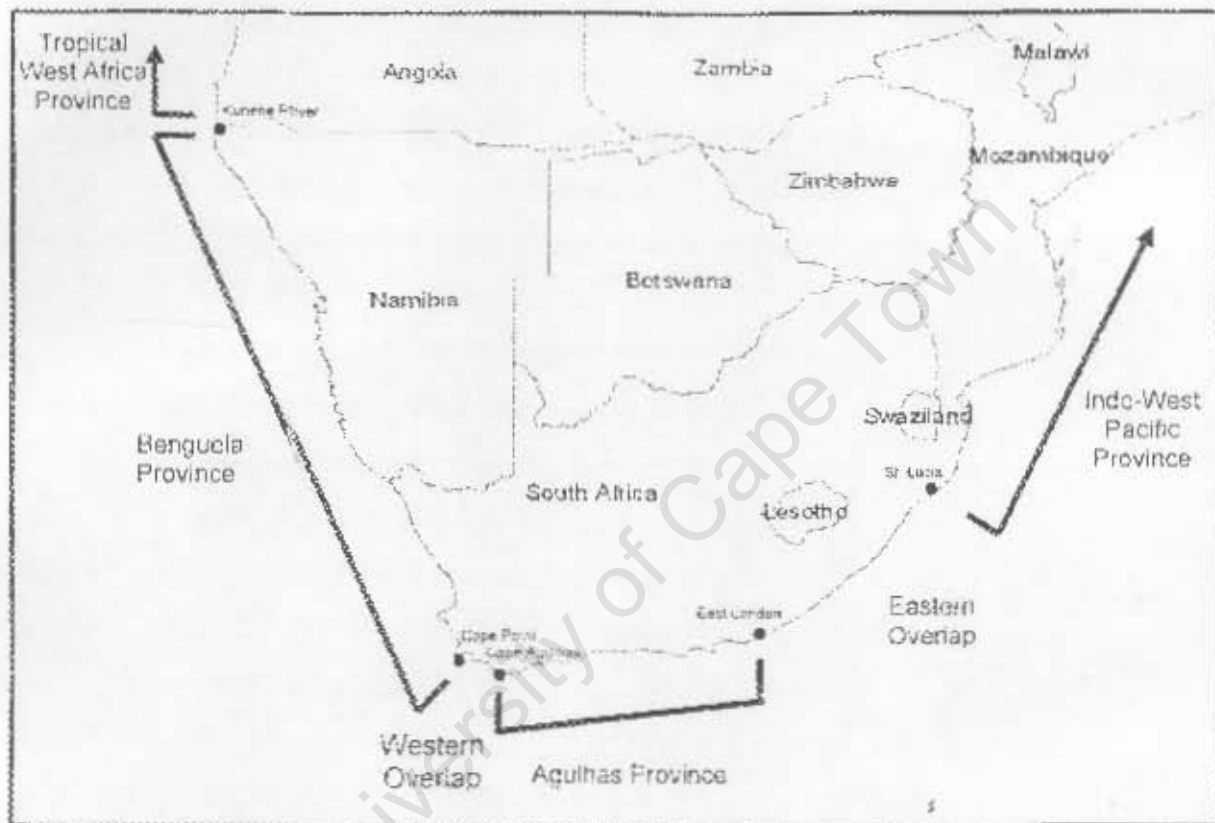 Tropical
West Africa
Province
Angola
Zambia
Malawi
Kunene River
Mozambique
Zimbabwe
Namibia
Botswana
Swaziland
Indo-West
Pacific
Province
Benguela
Province
South Africa
St Lucia
Lesotho
East London
Eastern
Overlap
Cape Point
Cape Agulhas
Western
Overlap
Agulhas Province
University of Cape Town